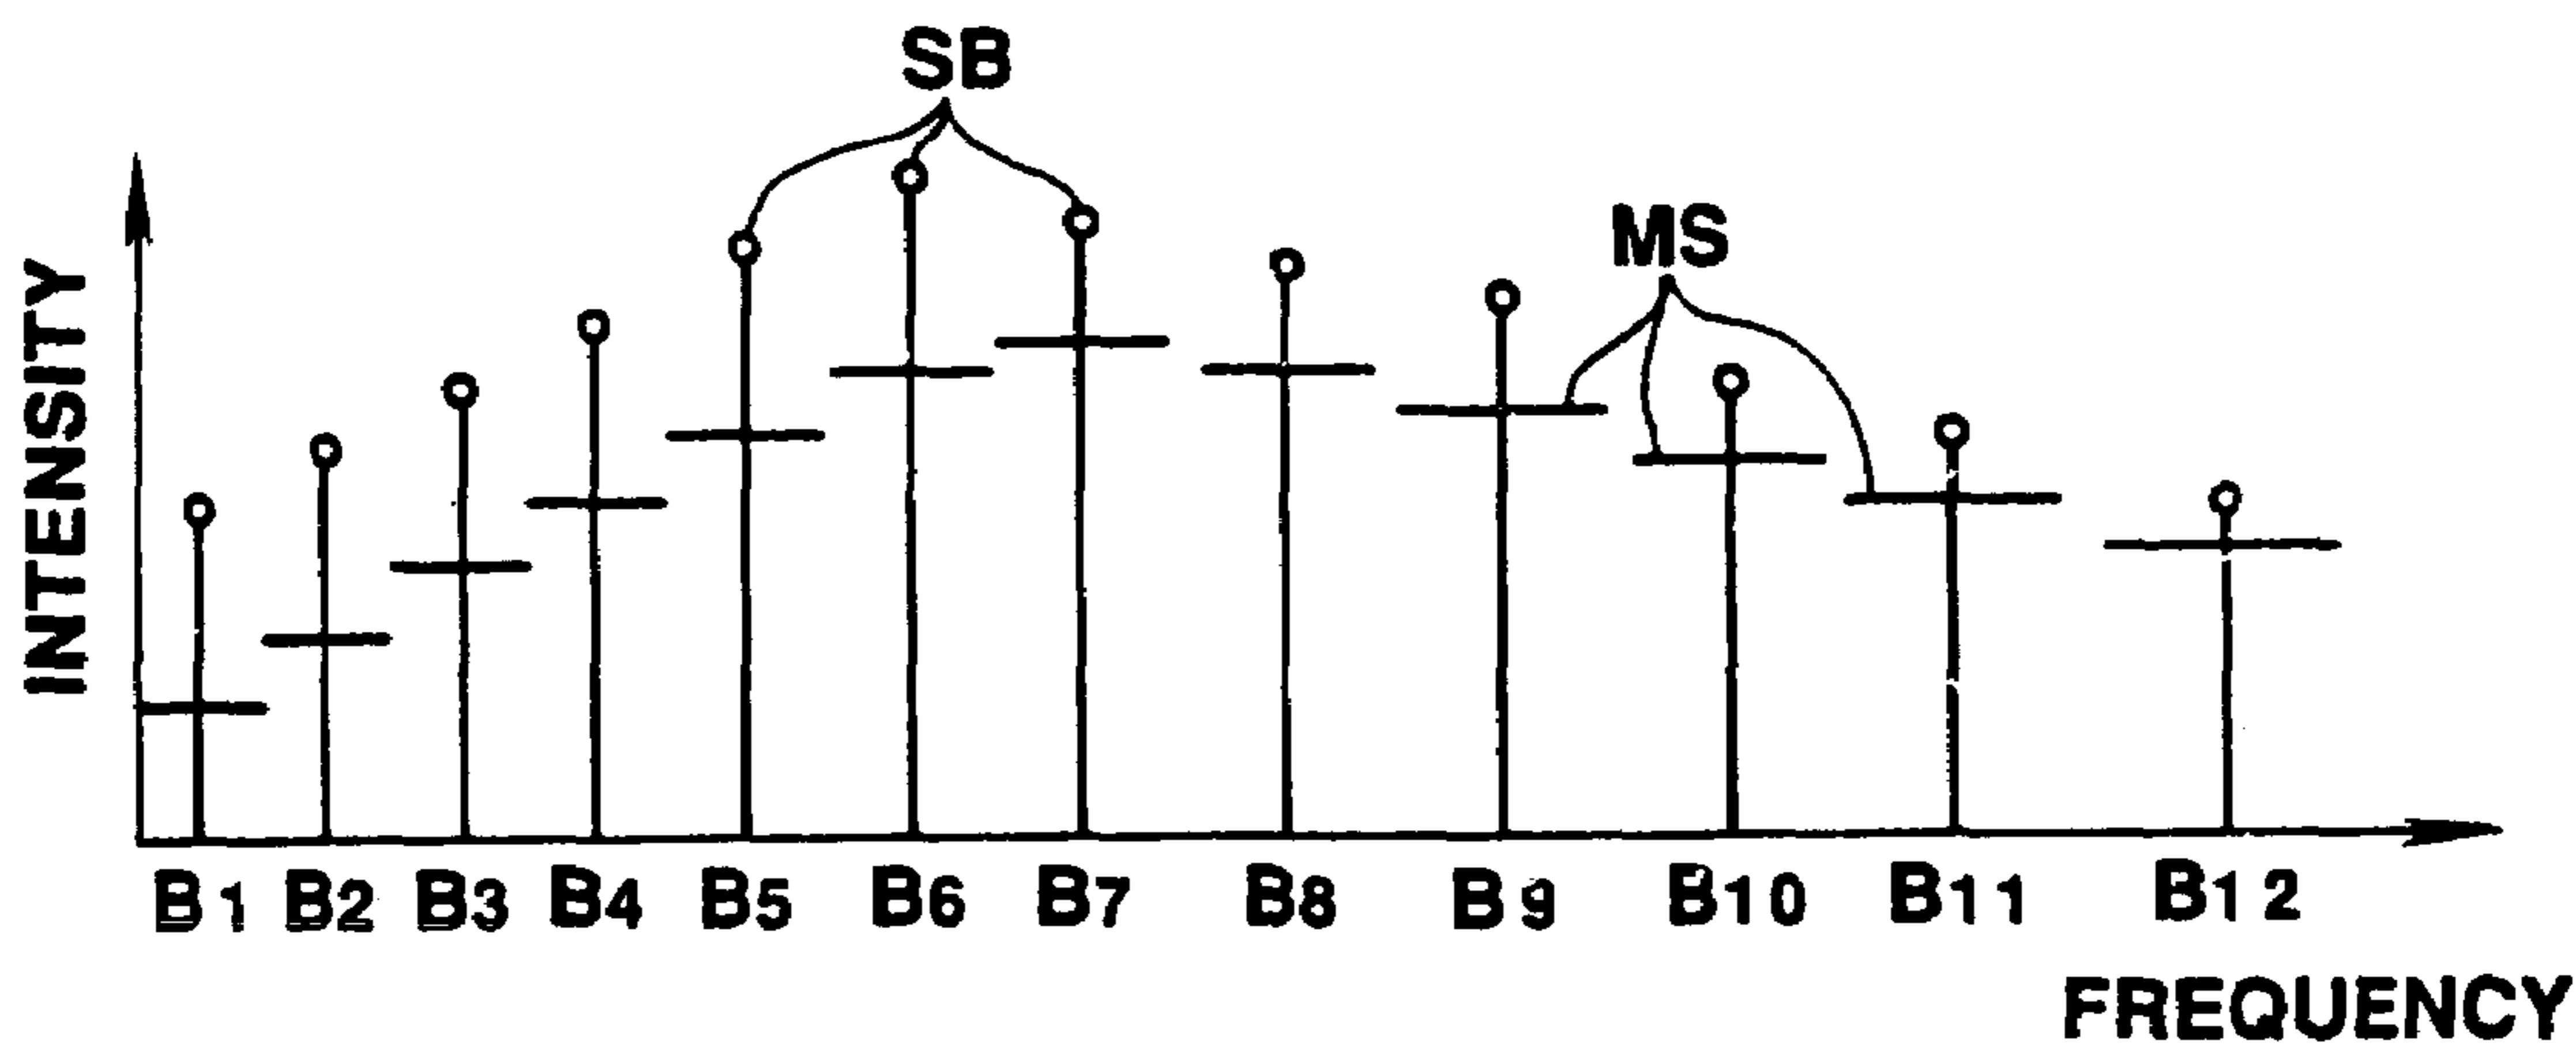 SB
MS
INTENSITY
B1 B2 B3 B4 B5 B6 B7 B8 B9 B10 B11 B12
FREQUENCY